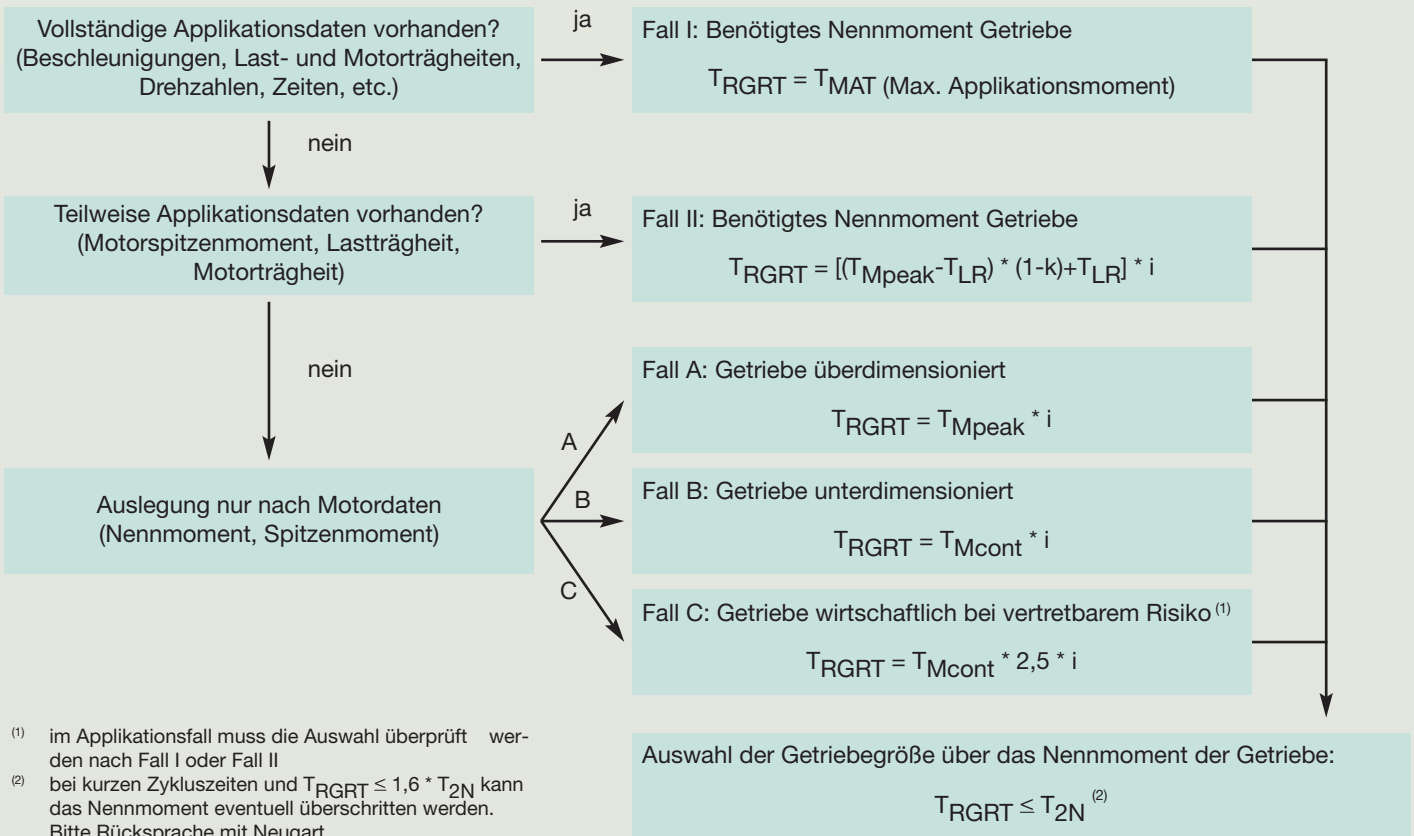 Vollständige Applikationsdaten vorhanden?
(Beschleunigungen, Last- und Motorträgheiten,
Drehzahlen, Zeiten, etc.)
ja
Fall I: Benötigtes Nennmoment Getriebe
TRGRT = TMAT (Max. Applikationsmoment)
nein
Teilweise Applikationsdaten vorhanden?
(Motorspitzenmoment, Lastträgheit,
Motorträgheit)
ja
Fall II: Benötigtes Nennmoment Getriebe
TRGRT = [(TMpeak-TLR) * (1-k)+TLR] * i
nein
Auslegung nur nach Motordaten
(Nennmoment, Spitzenmoment)
A
Fall A: Getriebe überdimensioniert
TRGRT = TMpeak * i
B
Fall B: Getriebe unterdimensioniert
TRGRT = TMcont * i
C
Fall C: Getriebe wirtschaftlich bei vertretbarem Risiko (1)
TRGRT = TMcont * 2,5 * i
(1) im Applikationsfall muss die Auswahl überprüft wer-
den nach Fall I oder Fall II
(2) bei kurzen Zykluszeiten und TRGRT ≤ 1,6 * T2N kann
das Nennmoment eventuell überschritten werden.
Bitte Rücksprache mit Neugart
Auswahl der Getriebegröße über das Nennmoment der Getriebe:
TRGRT ≤ T2N (2)